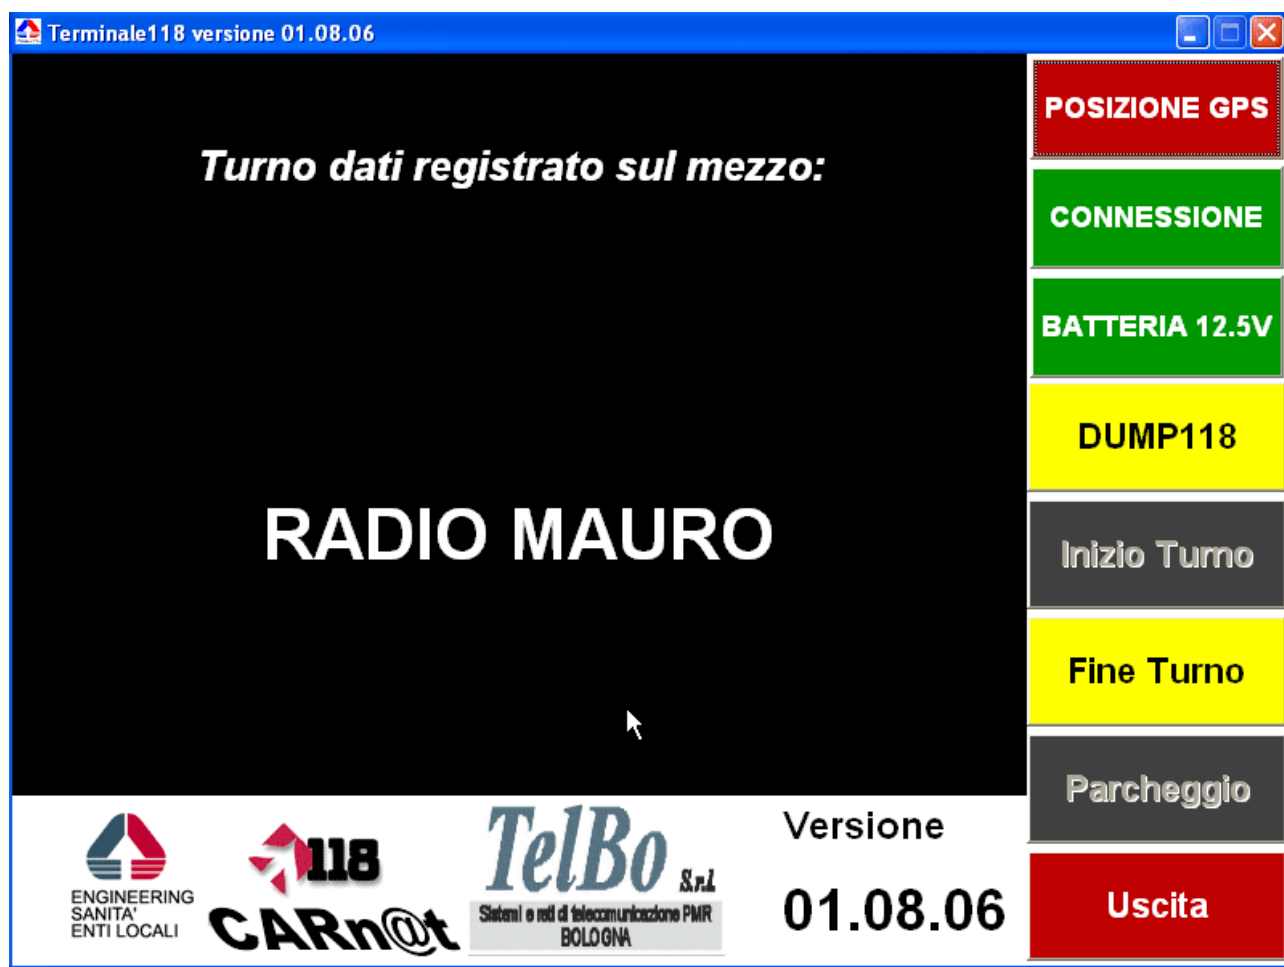 Terminale118 versione 01.08.06
Turno dati registrato sul mezzo:
RADIO MAURO
POSIZIONE GPS
CONNESSIONE
BATTERIA 12.5V
DUMP118
Inizio Turno
Fine Turno
Parcheggio
Uscita
ENGINEERING
SANITA'
ENTI LOCALI
118
CARn@t
TelBo S.r.l
Sistemi e reti di telecomunicazione PMR
BOLOGNA
Versione
01.08.06